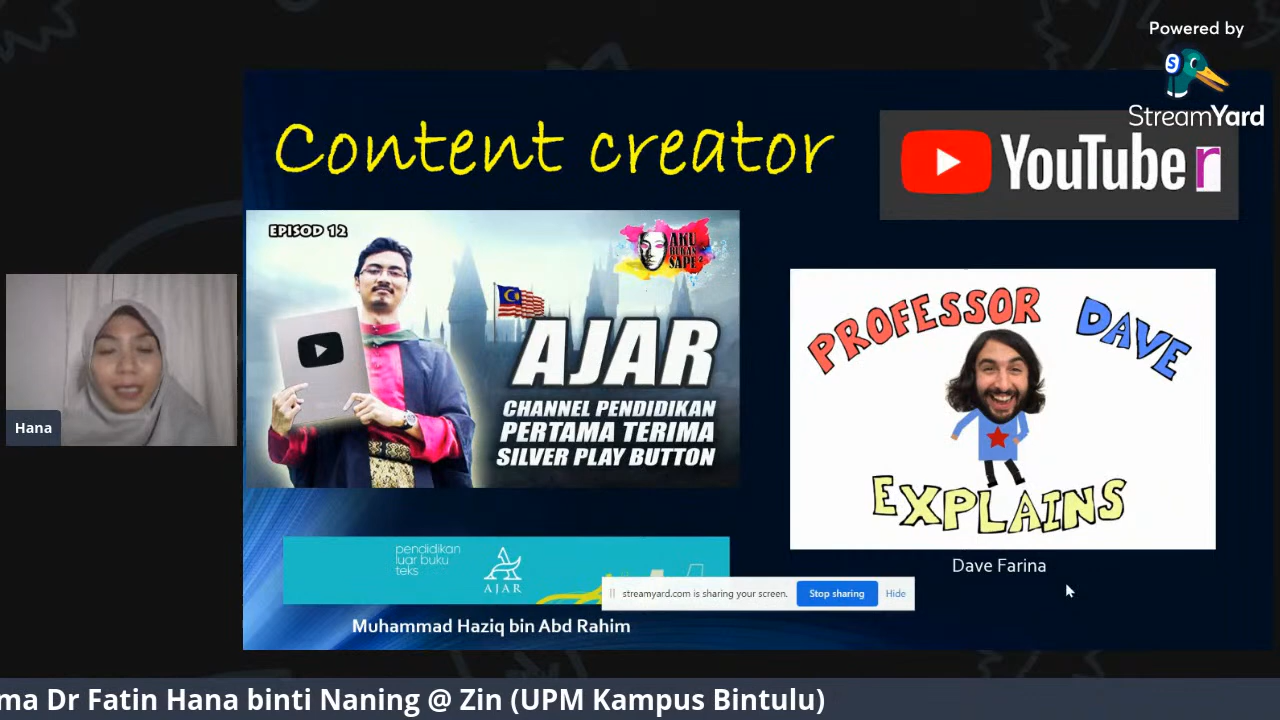 Powered by
StreamYard
Content creator
YouTuber
EPISOD 12
AKU
BUKAN
SAPE
AJAR
CHANNEL PENDIDIKAN
PERTAMA TERIMA
SILVER PLAY BUTTON
PROFESSOR DAVE
EXPLAINS
Hana
pendidikan
luar buku
teks
AJAR
Dave Farina
streamyard.com is sharing your screen.
Stop sharing
Hide
Muhammad Haziq bin Abd Rahim
ma Dr Fatin Hana binti Naning @ Zin (UPM Kampus Bintulu)